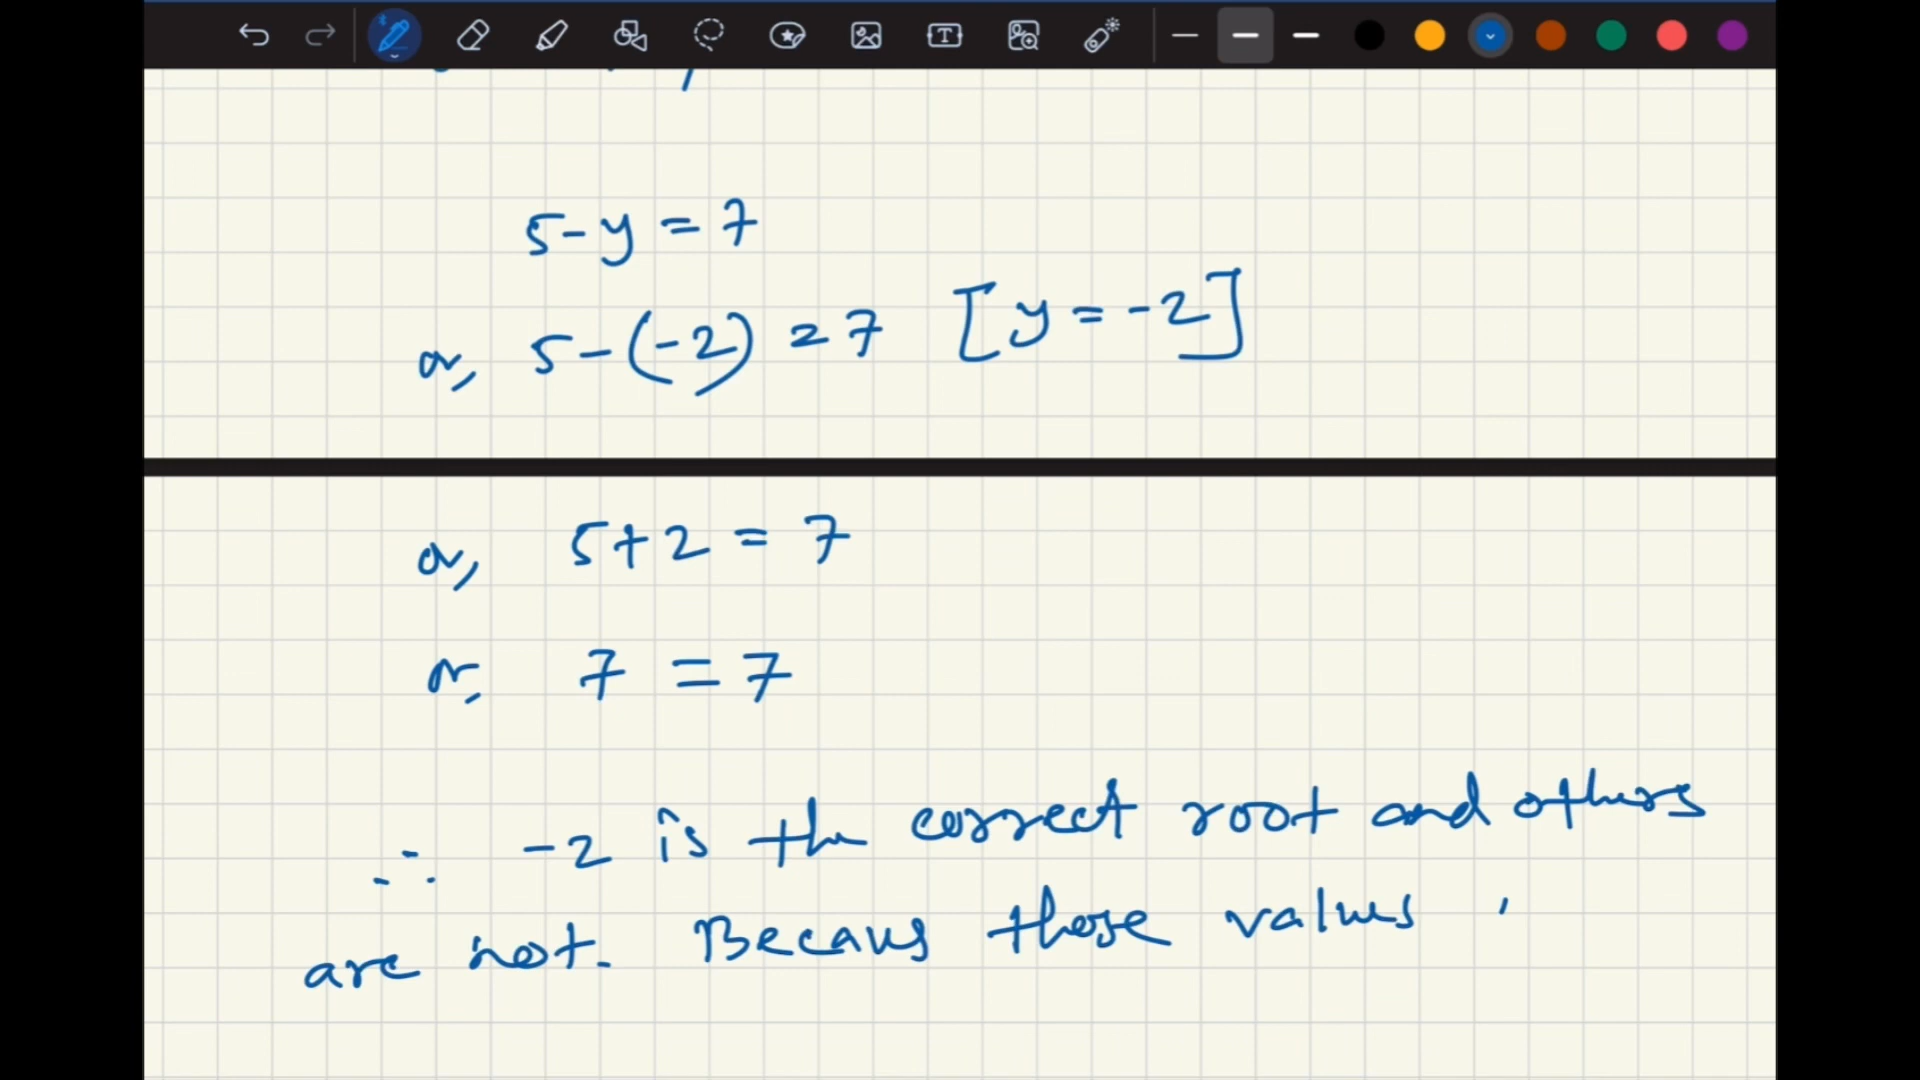 5-y=7
or, 5-(-2)=7 [y=-2]
or, 5+2=7
or, 7=7
∴ -2 is the correct root and others
are not. Becaus those values